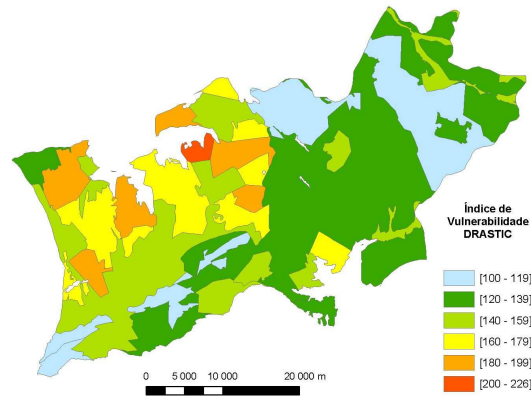 Índice de
Vulnerabilidade
DRASTIC
[100 - 119]
[120 - 139]
[140 - 159]
[160 - 179]
[180 - 199]
[200 - 226]
0 5 000 10 000 20 000 m